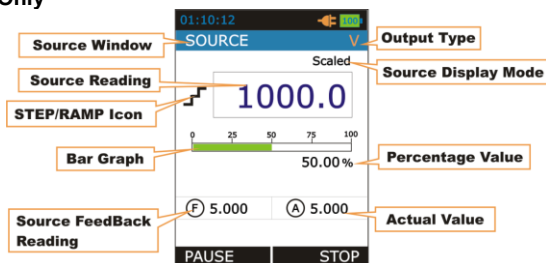 Only
01:10:12 100
SOURCE V
Source Window
Output Type
Scaled
Source Display Mode
Source Reading
1000.0
STEP/RAMP Icon
0 25 50 75 100
Bar Graph
50.00 %
Percentage Value
F 5.000 A 5.000
Source FeedBack
Reading
Actual Value
PAUSE STOP